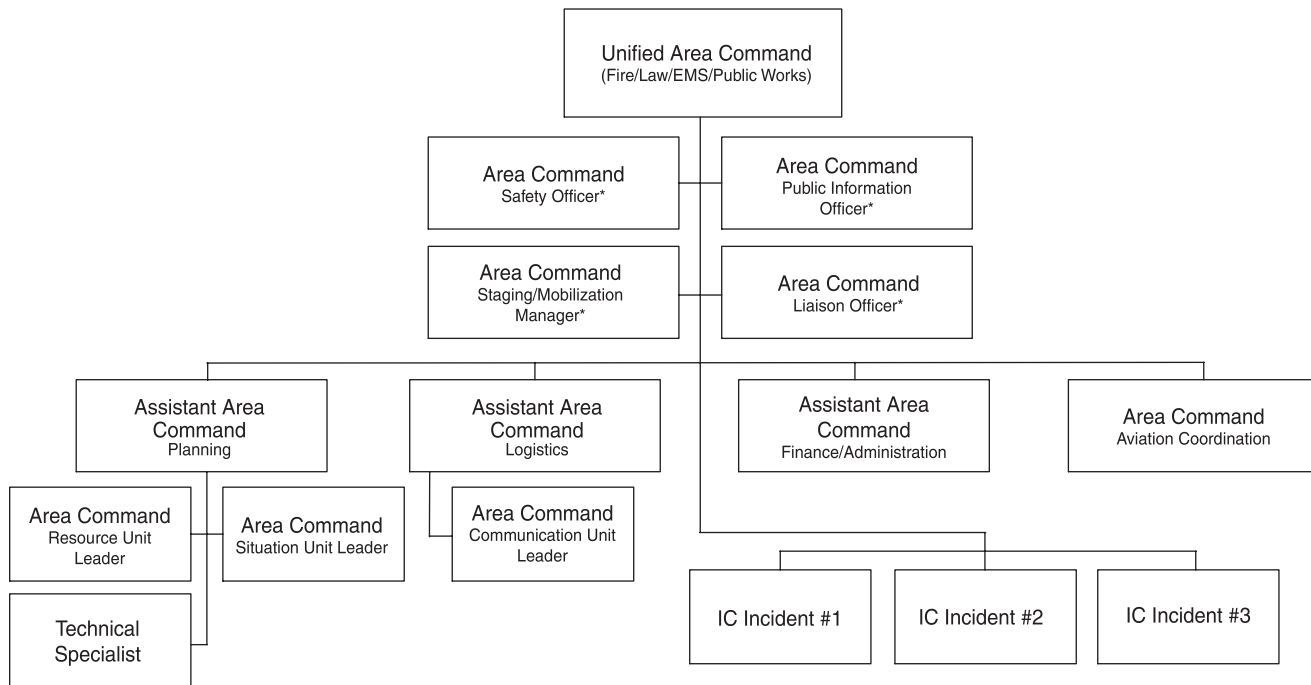 Unified Area Command
(Fire/Law/EMS/Public Works)
Area Command
Safety Officer*
Area Command
Public Information
Officer*
Area Command
Staging/Mobilization
Manager*
Area Command
Liaison Officer*
Assistant Area
Command
Planning
Assistant Area
Command
Logistics
Assistant Area
Command
Finance/Administration
Area Command
Aviation Coordination
Area Command
Resource Unit
Leader
Area Command
Situation Unit Leader
Area Command
Communication Unit
Leader
Technical
Specialist
IC Incident #1
IC Incident #2
IC Incident #3